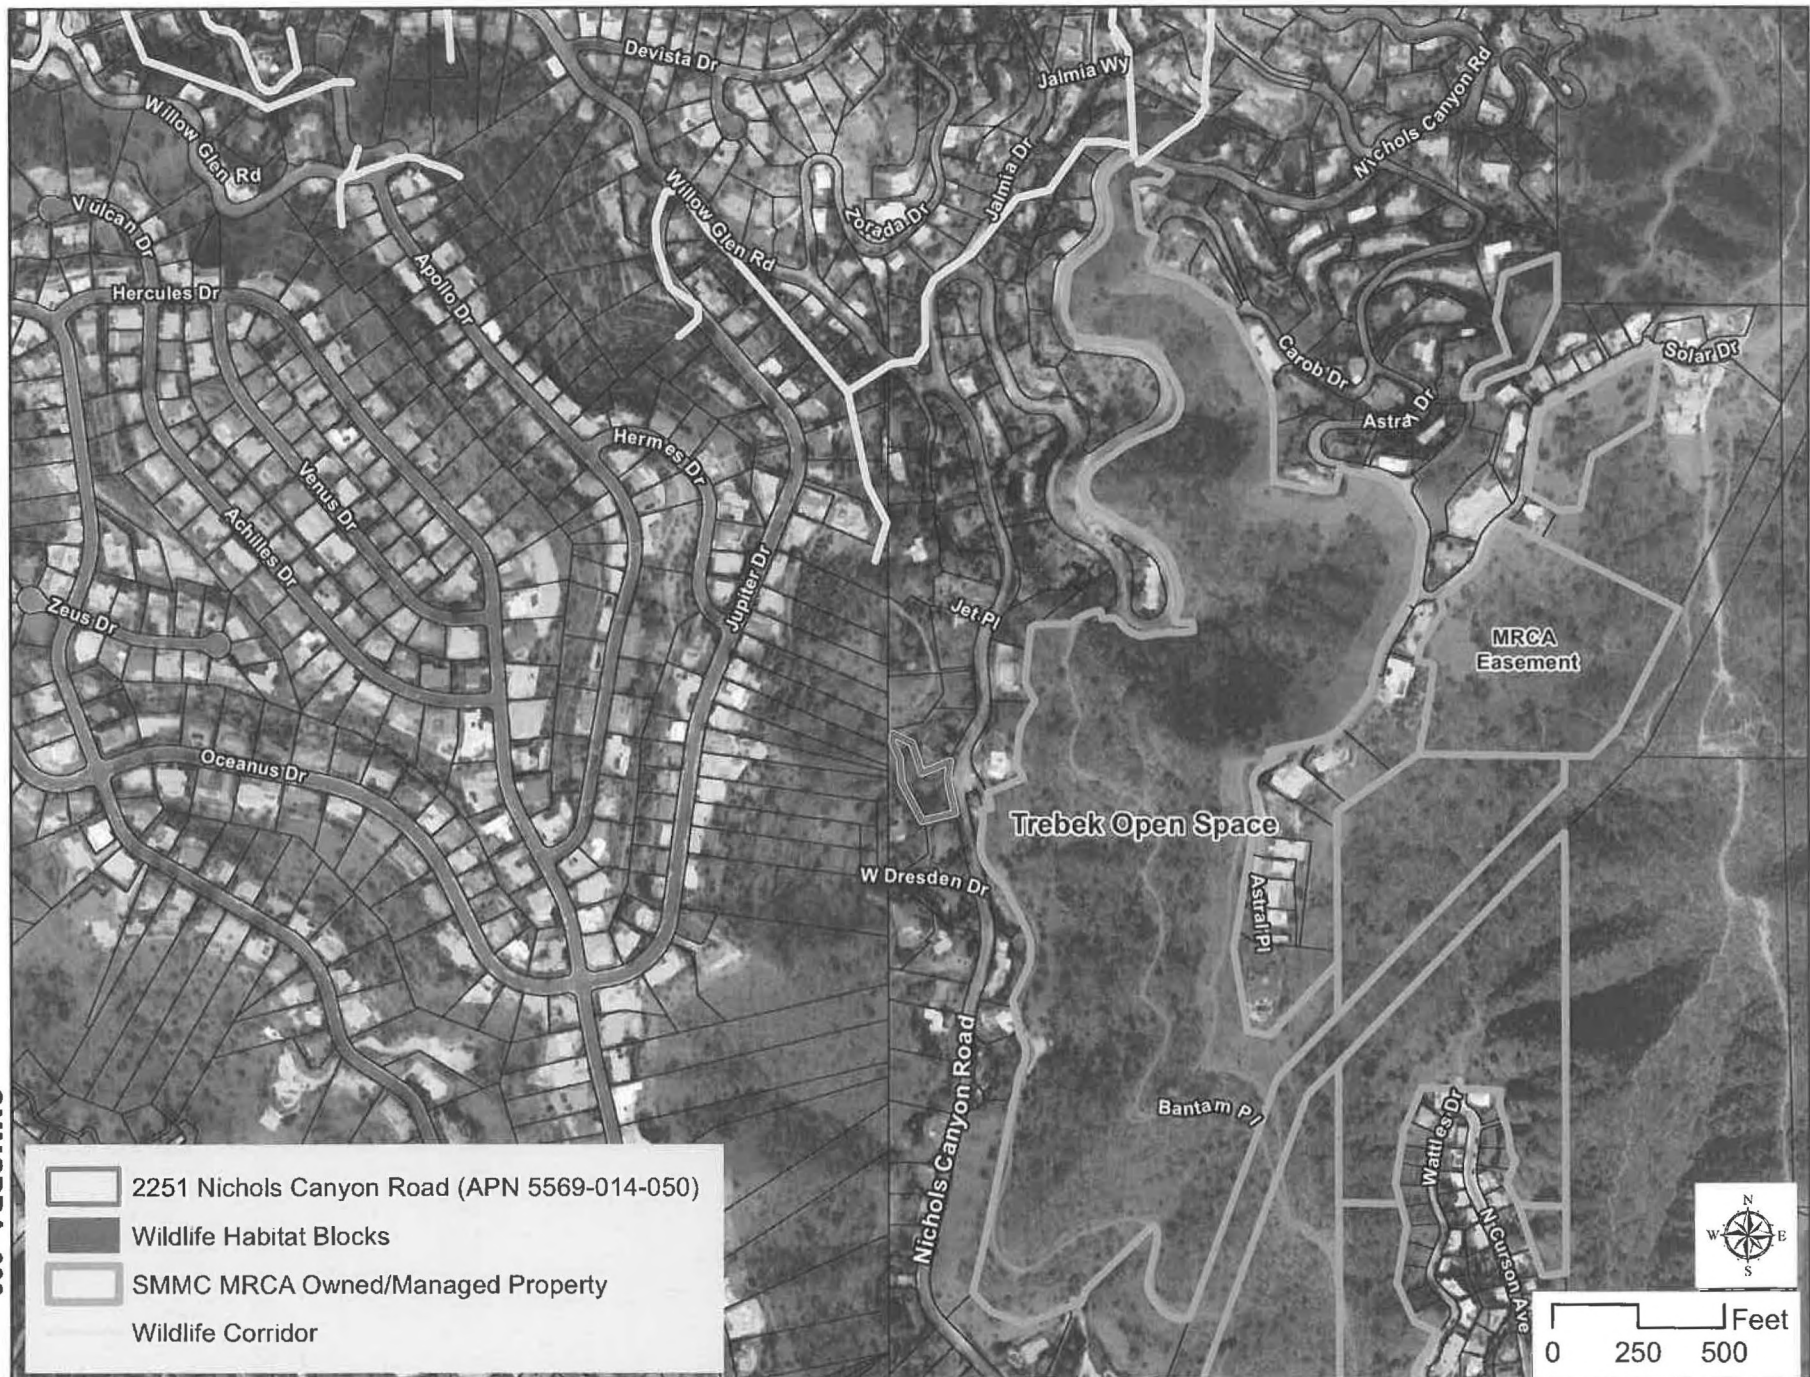 Devista Dr
Jalmia Wy
Nichols Canyon Rd
Willow Glen Rd
Jalmia Dr
Vulcan Dr
Willow Glen Rd
Zorada Dr
Apollo Dr
Hercules Dr
Carob Dr
Solar Dr
Astral Dr
Hermes Dr
Venus Dr
Achilles Dr
Jupiter Dr
Zeus Dr
Jet Pl
MRCA
Easement
Oceanus Dr
Trebek Open Space
W Dresden Dr
Astral Pl
Nichols Canyon Road
Bantam Pl
Wattles Dr
N Curson Ave
2251 Nichols Canyon Road (APN 5569-014-050)
Wildlife Habitat Blocks
SMMC MRCA Owned/Managed Property
Wildlife Corridor
N
W
E
S
Feet
0 250 500